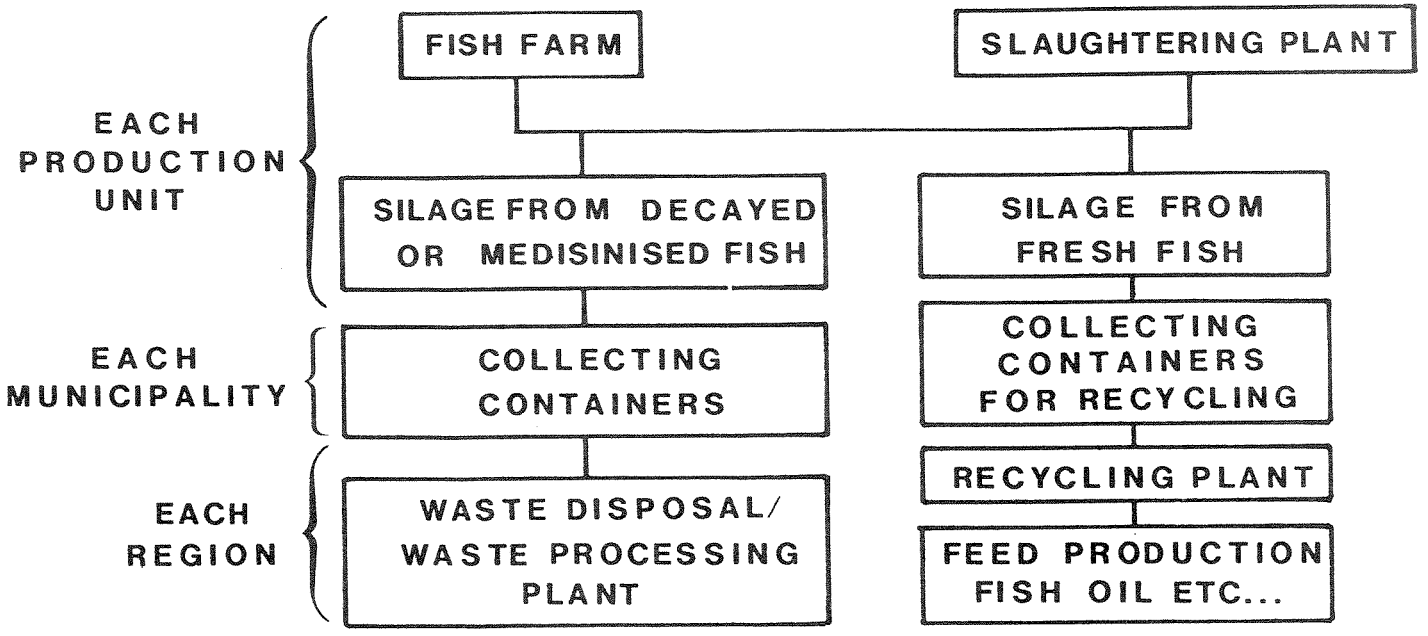 FISH FARM
SLAUGHTERING PLANT
EACH
PRODUCTION
UNIT
SILAGE FROM DECAYED
OR MEDISINISED FISH
SILAGE FROM
FRESH FISH
EACH
MUNICIPALITY
COLLECTING
CONTAINERS
COLLECTING
CONTAINERS
FOR RECYCLING
EACH
REGION
WASTE DISPOSAL/
WASTE PROCESSING
PLANT
RECYCLING PLANT
FEED PRODUCTION
FISH OIL ETC...